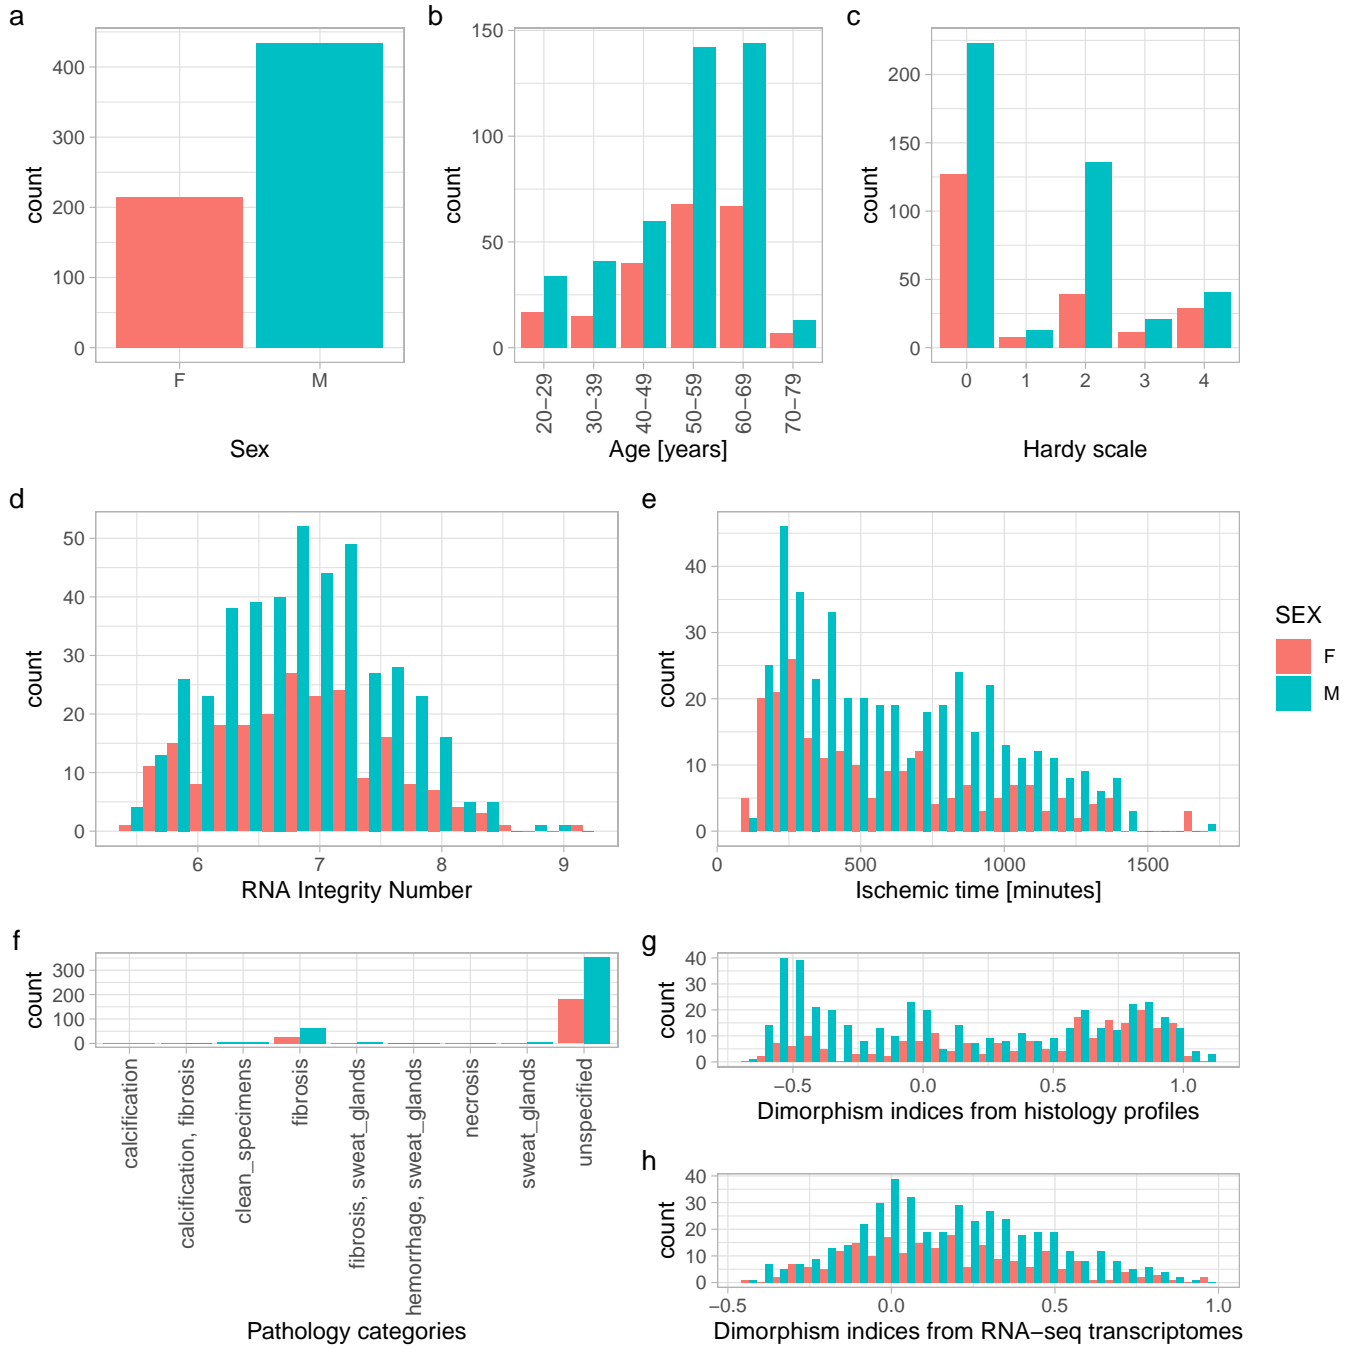 a
count
400
300
200
100
0
F
M
Sex
b
count
150
100
50
0
20−29
30−39
40−49
50−59
60−69
70−79
Age [years]
c
count
200
150
100
50
0
0
1
2
3
4
Hardy scale
d
count
50
40
30
20
10
0
6
7
8
9
RNA Integrity Number
e
count
40
30
20
10
0
0
500
1000
1500
Ischemic time [minutes]
SEX
F
M
f
count
300
200
100
0
calcification
calcification, fibrosis
clean_specimens
fibrosis
fibrosis, sweat_glands
hemorrhage, sweat_glands
necrosis
sweat_glands
unspecified
Pathology categories
g
count
40
30
20
10
0
−0.5
0.0
0.5
1.0
Dimorphism indices from histology profiles
h
count
40
30
20
10
0
−0.5
0.0
0.5
1.0
Dimorphism indices from RNA−seq transcriptomes